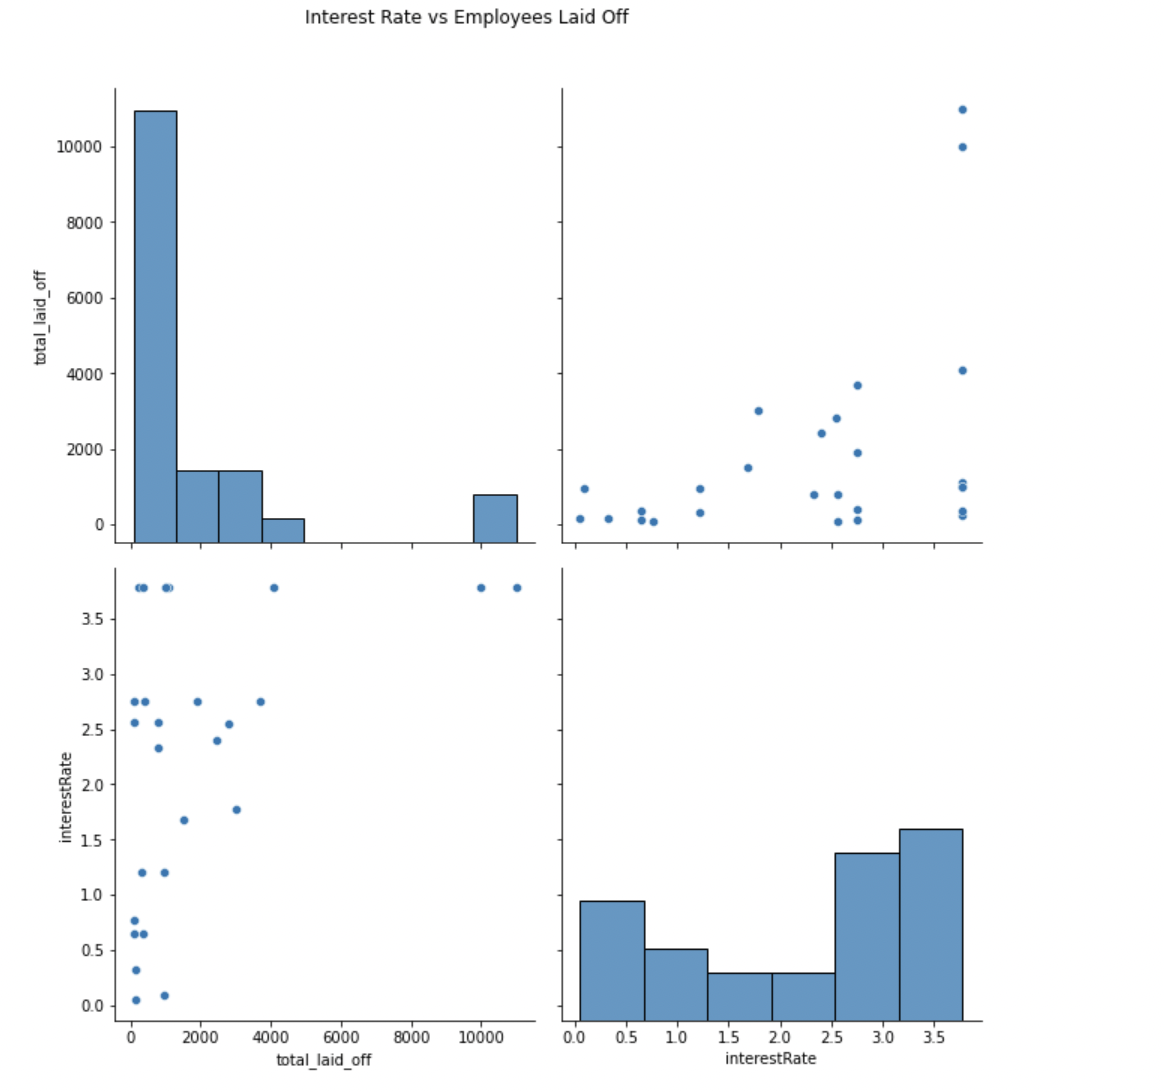 Interest Rate vs Employees Laid Off
10000
8000
6000
4000
2000
0
total_laid_off
3.5
3.0
2.5
2.0
1.5
1.0
0.5
0.0
interestRate
0 2000 4000 6000 8000 10000
total_laid_off
0.0 0.5 1.0 1.5 2.0 2.5 3.0 3.5
interestRate